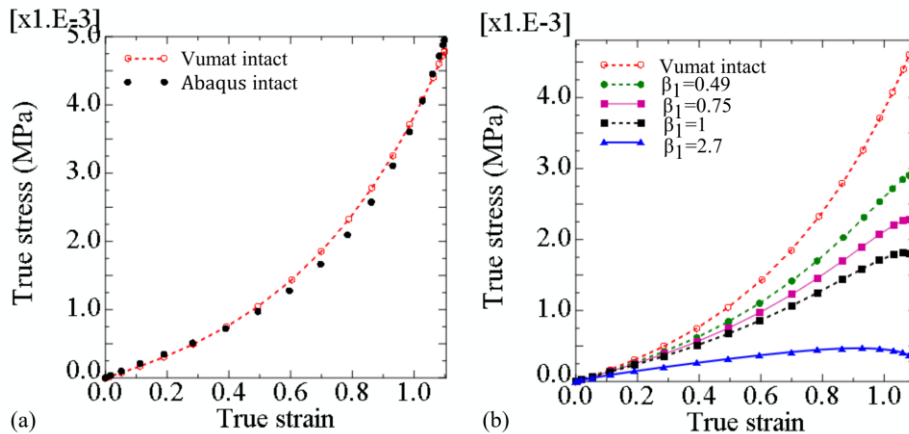 [x1.E-3]
5.0
4.0
3.0
2.0
1.0
0.0
True stress (MPa)
Vumat intact
Abaqus intact
0.0 0.2 0.4 0.6 0.8 1.0
True strain
(a)
[x1.E-3]
4.0
3.0
2.0
1.0
0.0
True stress (MPa)
Vumat intact
β1=0.49
β1=0.75
β1=1
β1=2.7
0.0 0.2 0.4 0.6 0.8 1.0
True strain
(b)